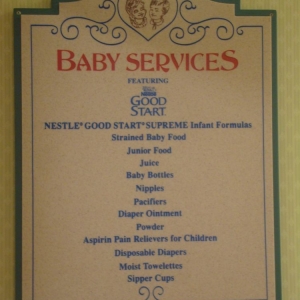 BABY SERVICES
FEATURING
GOOD
START
NESTLE® GOOD START® SUPREME Infant Formulas
Strained Baby Food
Junior Food
Juice
Baby Bottles
Nipples
Pacifiers
Diaper Ointment
Powder
Aspirin Pain Relievers for Children
Disposable Diapers
Moist Towelettes
Sipper Cups